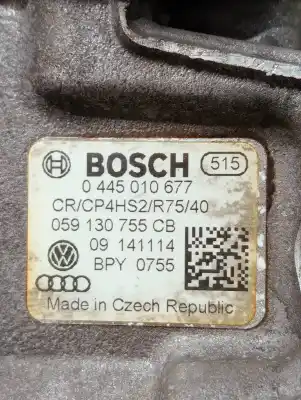 BOSCH 515
0 445 010 677
CR/CP4HS2/R75/40
059 130 755 CB
09 141114
BPY 0755
Made in Czech Republic